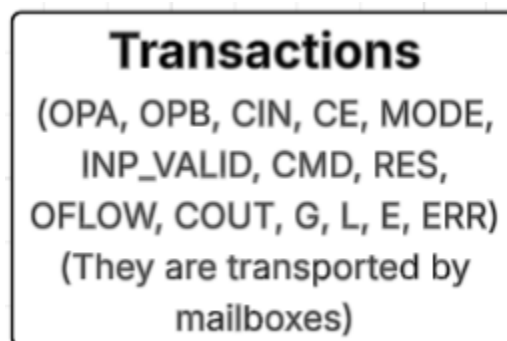 Transactions
(OPA, OPB, CIN, CE, MODE,
INP_VALID, CMD, RES,
OFLOW, COUT, G, L, E, ERR)
(They are transported by
mailboxes)